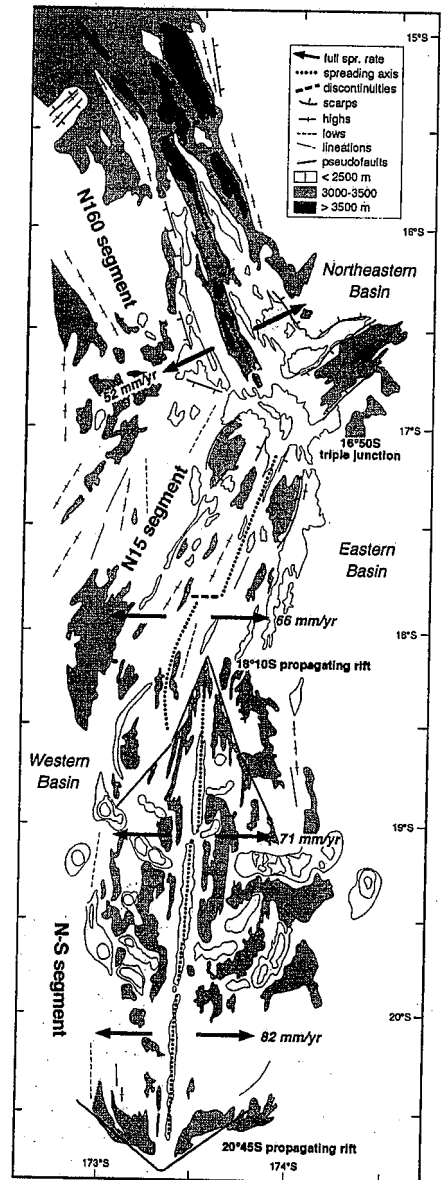 15°S
full spr. rate
spreading axis
discontinuities
scarps
highs
lows
lineations
pseudofaults
< 2500 m
3000-3500
> 3500 m
N160 segment
16°S
Northeastern
Basin
52 mm/yr
17°S
16°50S
triple junction
N15 segment
Eastern
Basin
66 mm/yr
18°S
18°10S propagating rift
Western
Basin
19°S
71 mm/yr
N-S segment
20°S
82 mm/yr
20°45S propagating rift
173°S
174°S